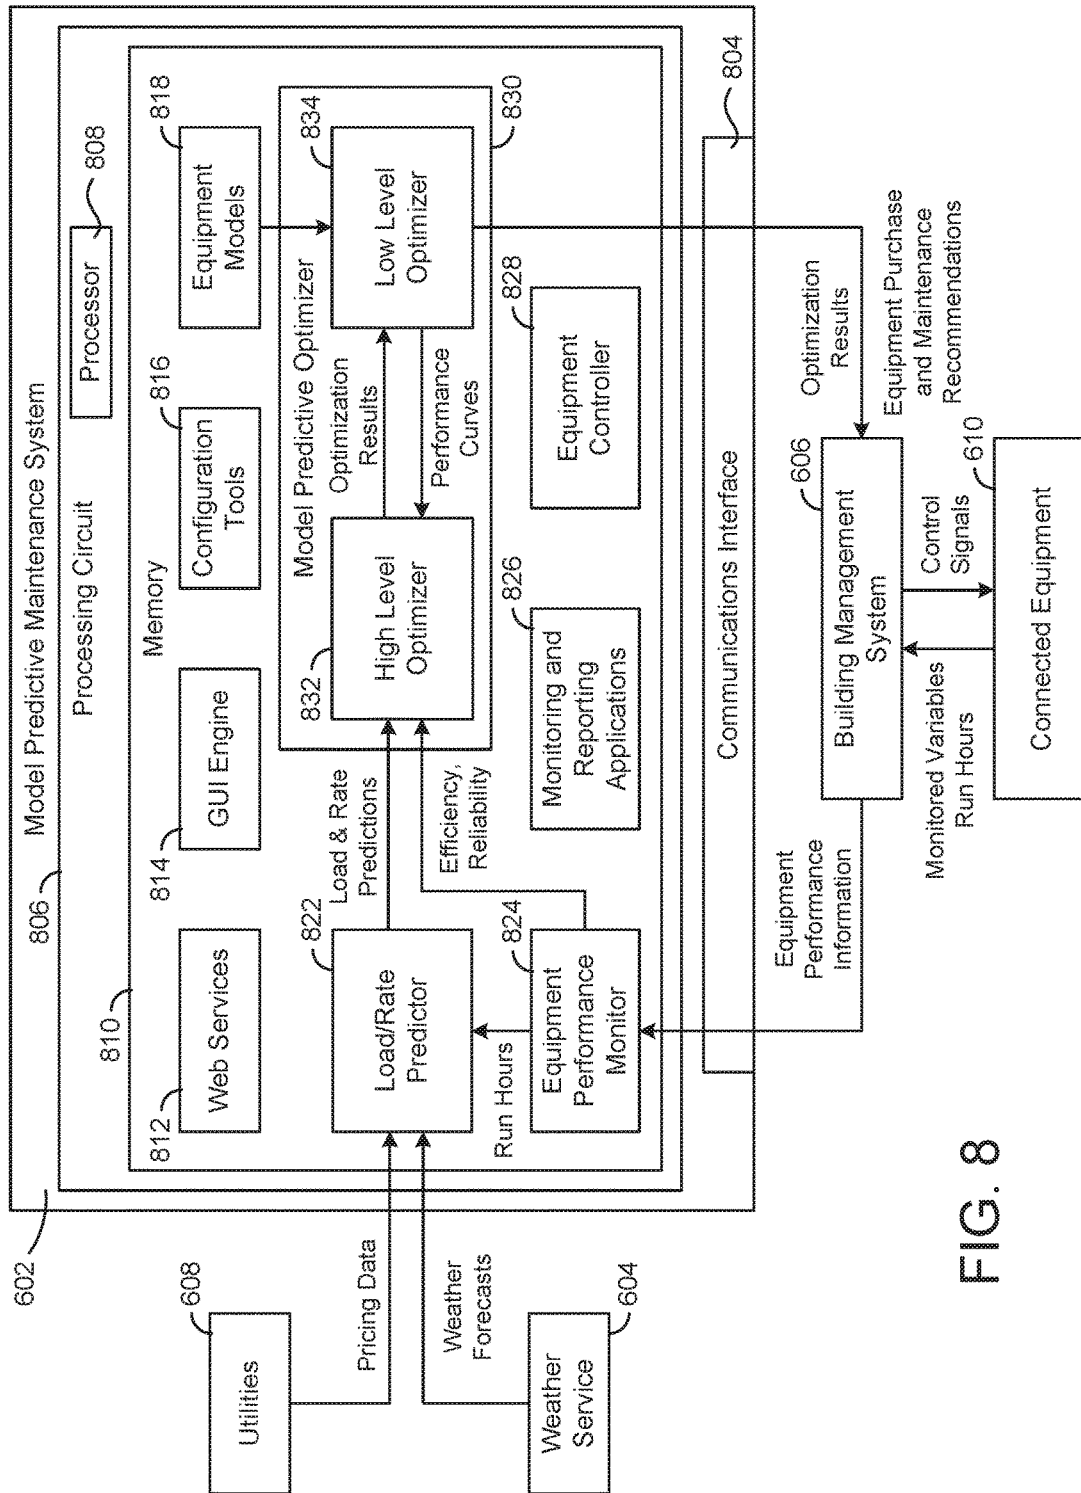 602
806
Model Predictive Maintenance System
810
Processing Circuit
Processor
808
Memory
812
Web Services
814
GUI Engine
816
Configuration
Tools
818
Equipment
Models
608
Utilities
Pricing Data
Weather
Forecasts
604
Weather
Service
822
Load/Rate
Predictor
Run Hours
824
Equipment
Performance
Monitor
Load & Rate
Predictions
Efficiency,
Reliability
Model Predictive Optimizer
832
High Level
Optimizer
Optimization
Results
Performance
Curves
834
Low Level
Optimizer
830
826
Monitoring and
Reporting
Applications
828
Equipment
Controller
Communications Interface
804
Equipment
Performance
Information
606
Building Management
System
Optimization
Results
Equipment Purchase
and Maintenance
Recommendations
Monitored Variables
Run Hours
Control
Signals
610
Connected Equipment
FIG. 8